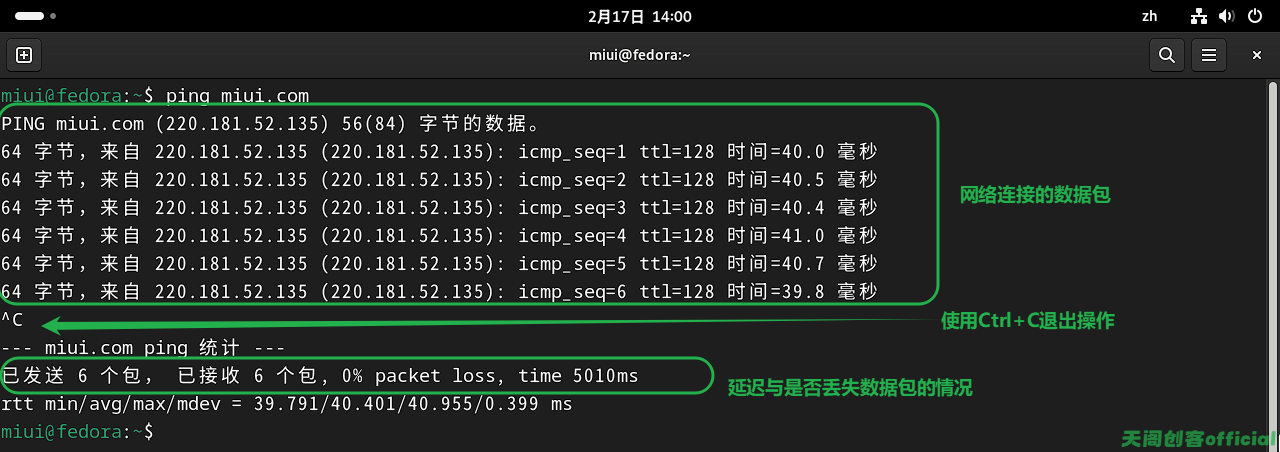 2月17日 14:00
zh
miui@fedora:~
miui@fedora:~$ ping miui.com
PING miui.com (220.181.52.135) 56(84) 字节的数据。
64 字节，来自 220.181.52.135 (220.181.52.135): icmp_seq=1 ttl=128 时间=40.0 毫秒
64 字节，来自 220.181.52.135 (220.181.52.135): icmp_seq=2 ttl=128 时间=40.5 毫秒
网络连接的数据包
64 字节，来自 220.181.52.135 (220.181.52.135): icmp_seq=3 ttl=128 时间=40.4 毫秒
64 字节，来自 220.181.52.135 (220.181.52.135): icmp_seq=4 ttl=128 时间=41.0 毫秒
64 字节，来自 220.181.52.135 (220.181.52.135): icmp_seq=5 ttl=128 时间=40.7 毫秒
64 字节，来自 220.181.52.135 (220.181.52.135): icmp_seq=6 ttl=128 时间=39.8 毫秒
^C
使用Ctrl+C退出操作
--- miui.com ping 统计 ---
已发送 6 个包， 已接收 6 个包, 0% packet loss, time 5010ms
延迟与是否丢失数据包的情况
rtt min/avg/max/mdev = 39.791/40.401/40.955/0.399 ms
miui@fedora:~$
天阁创客official